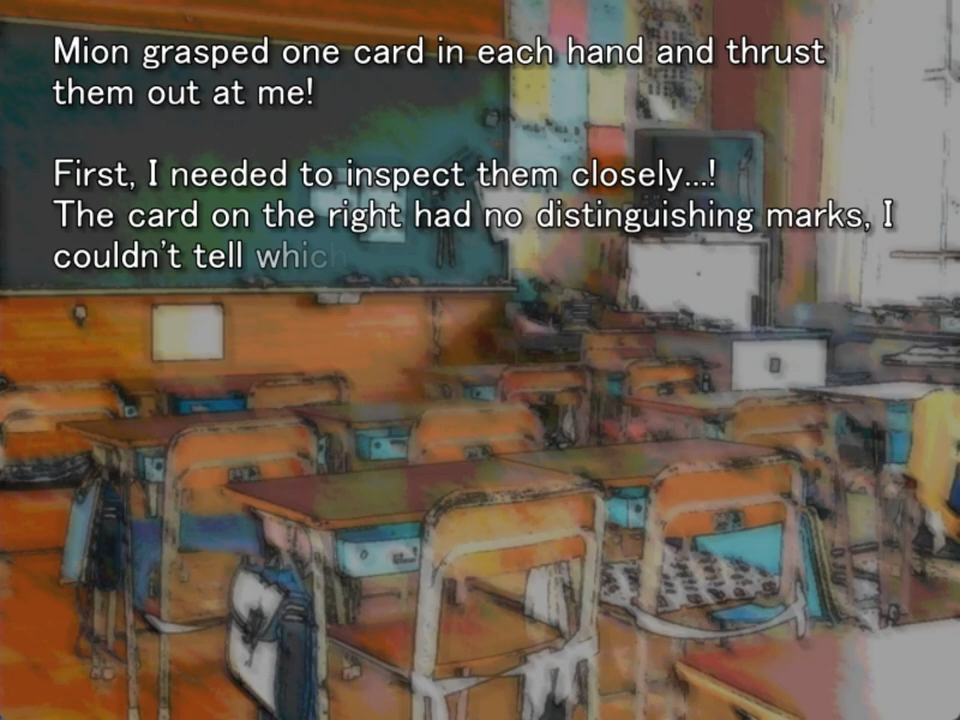 Mion grasped one card in each hand and thrust
them out at me!
First, I needed to inspect them closely...!
The card on the right had no distinguishing marks, I
couldn't tell whic